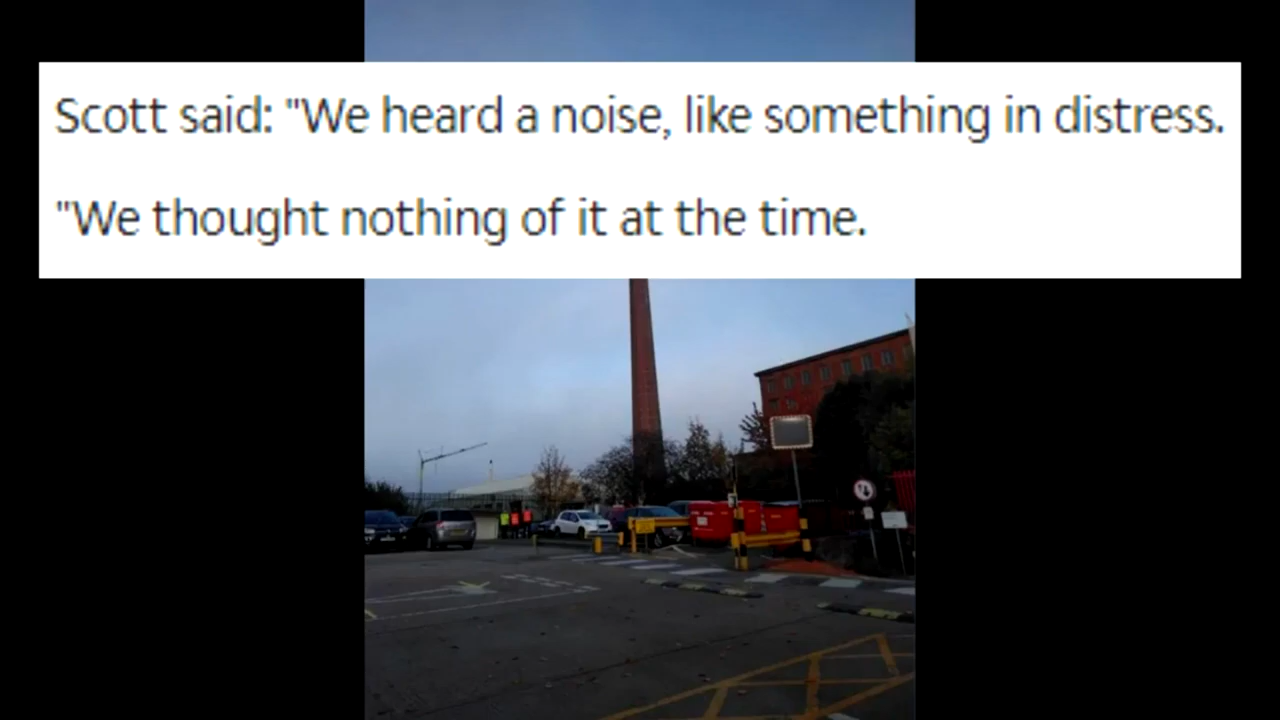 Scott said: "We heard a noise, like something in distress.
"We thought nothing of it at the time.